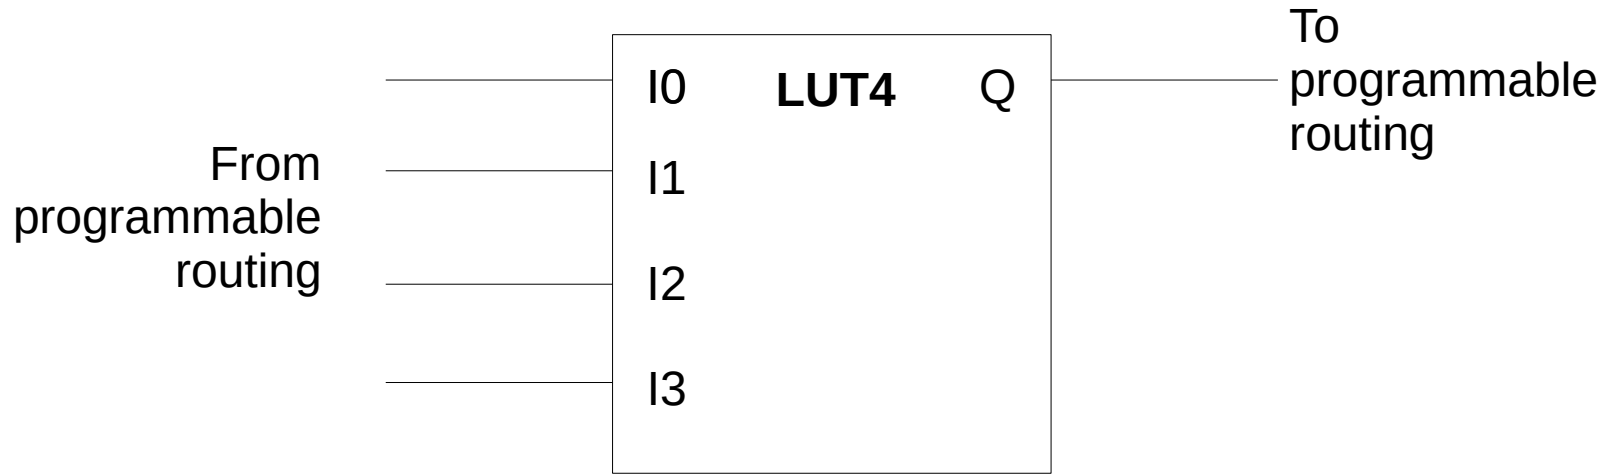 From
programmable
routing
I0 LUT4 Q
I1
I2
I3
To
programmable
routing